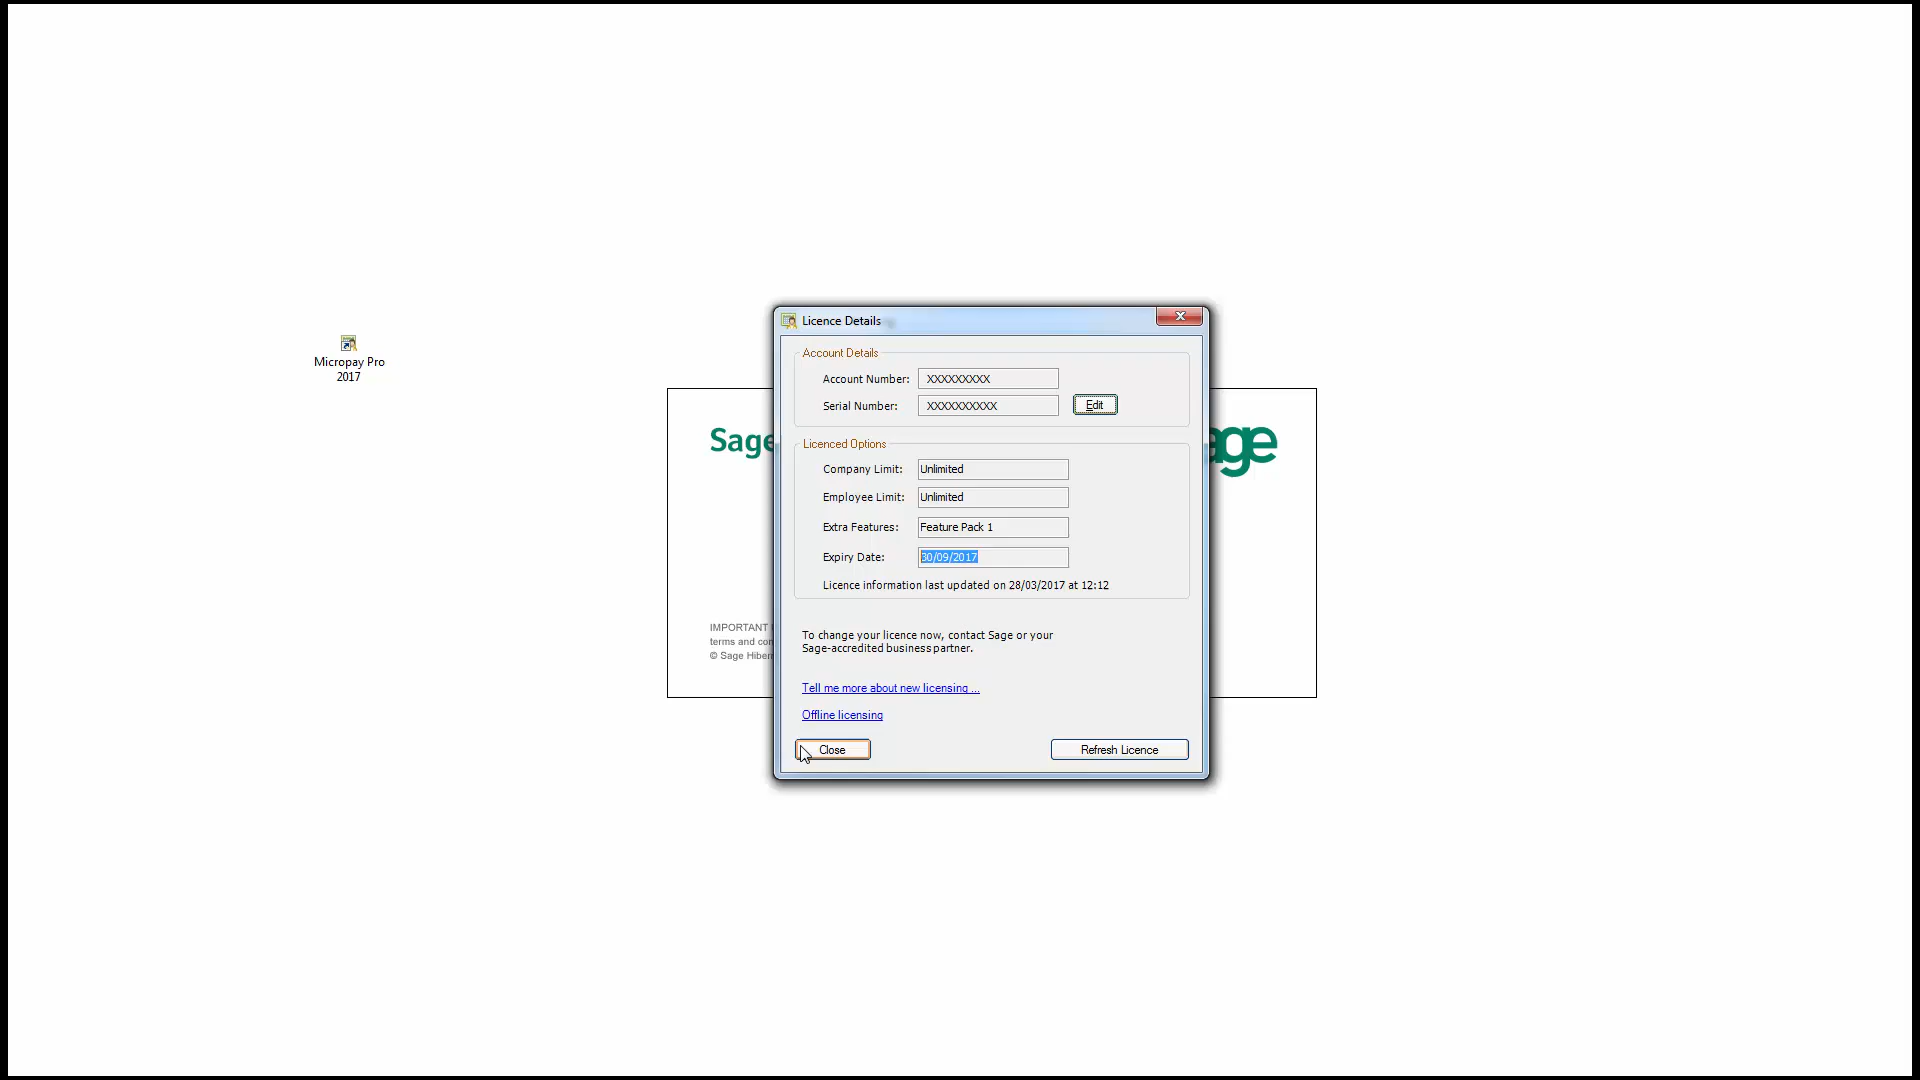 Micropay Pro
2017
Sage
age
IMPORTANT
terms and con
© Sage Hiber
Licence Details
Account Details
Account Number: XXXXXXXXX
Serial Number: XXXXXXXXXX Edit
Licenced Options
Company Limit: Unlimited
Employee Limit: Unlimited
Extra Features: Feature Pack 1
Expiry Date: 30/09/2017
Licence information last updated on 28/03/2017 at 12:12
To change your licence now, contact Sage or your
Sage-accredited business partner.
Tell me more about new licensing ...
Offline licensing
Close Refresh Licence